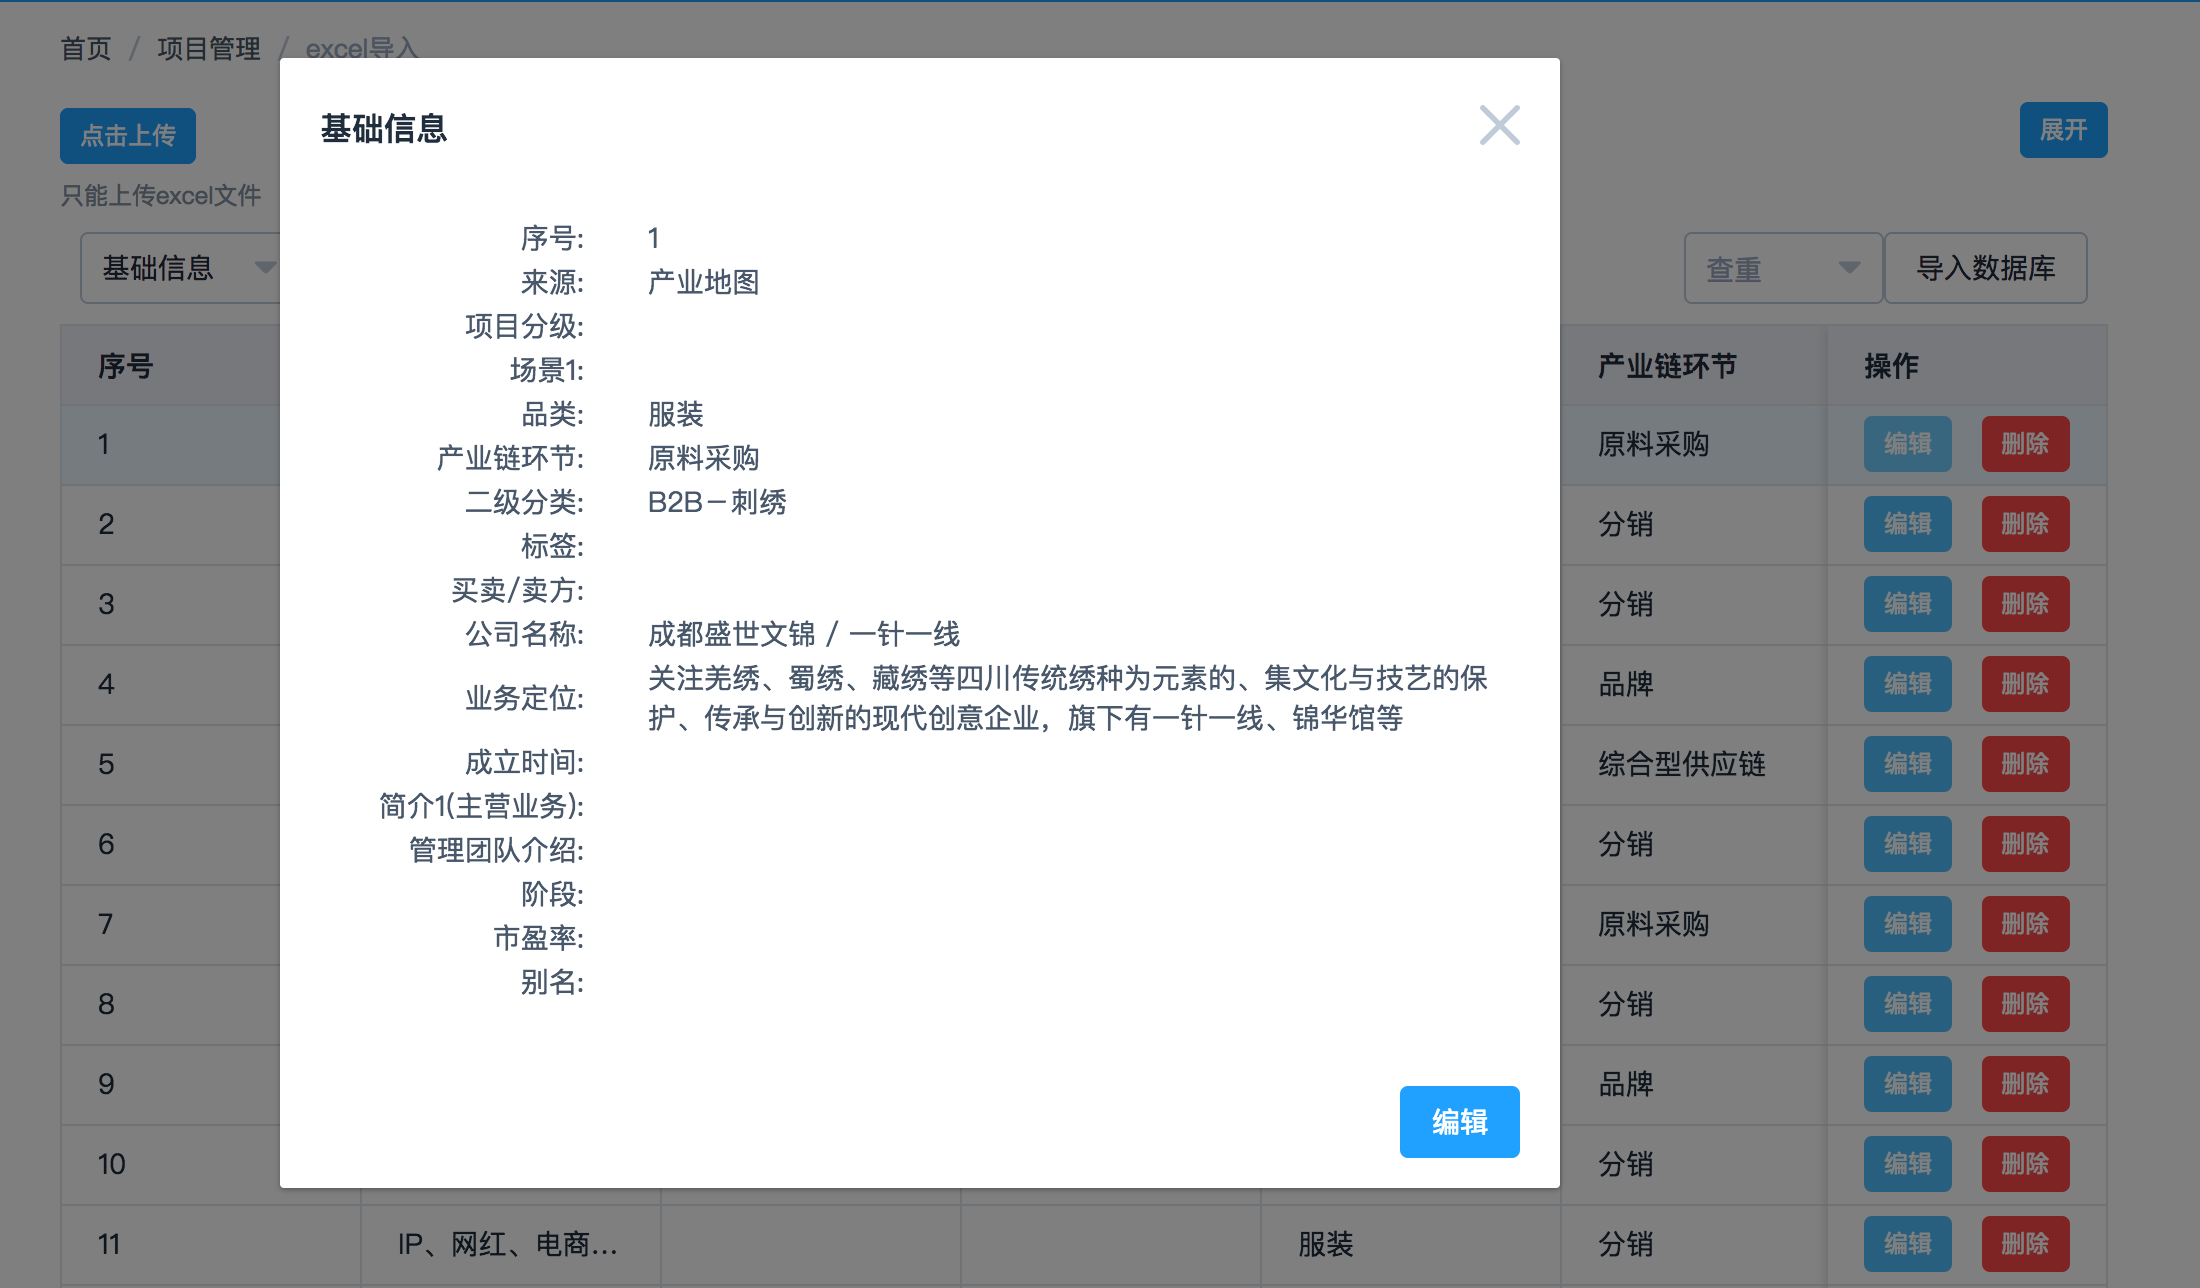 首页 / 项目管理 / excel导入
点击上传
展开
只能上传excel文件
基础信息
查重
导入数据库
序号
产业链环节
操作
1
原料采购
编辑
删除
2
分销
编辑
删除
3
分销
编辑
删除
4
品牌
编辑
删除
5
综合型供应链
编辑
删除
6
分销
编辑
删除
7
原料采购
编辑
删除
8
分销
编辑
删除
9
品牌
编辑
删除
10
分销
编辑
删除
11
IP、网红、电商...
服装
分销
编辑
删除
基础信息
序号: 1
来源: 产业地图
项目分级:
场景1:
品类: 服装
产业链环节: 原料采购
二级分类: B2B－刺绣
标签:
买卖/卖方:
公司名称: 成都盛世文锦 / 一针一线
业务定位: 关注羌绣、蜀绣、藏绣等四川传统绣种为元素的、集文化与技艺的保
护、传承与创新的现代创意企业，旗下有一针一线、锦华馆等
成立时间:
简介1(主营业务):
管理团队介绍:
阶段:
市盈率:
别名:
编辑